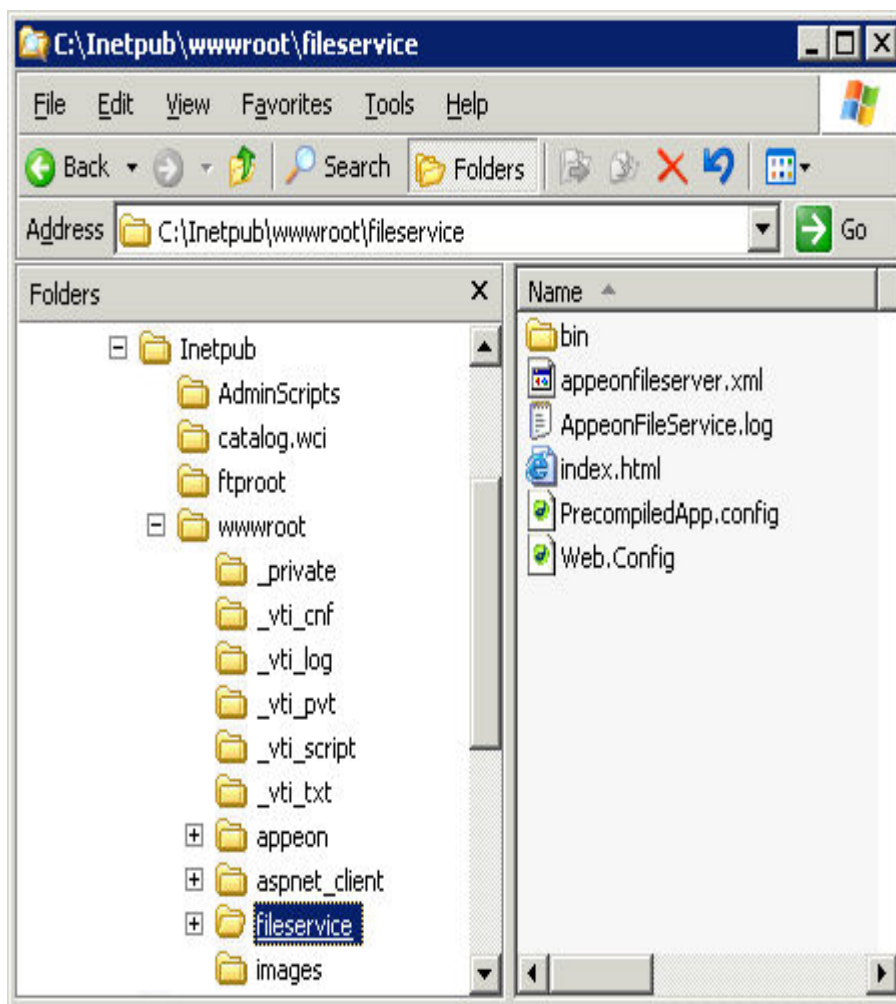 C:\Inetpub\wwwroot\fileservice
File Edit View Favorites Tools Help
Back Search Folders
Address C:\Inetpub\wwwroot\fileservice Go
Folders
Inetpub
AdminScripts
catalog.wci
ftproot
wwwroot
_private
_vti_cnf
_vti_log
_vti_pvt
_vti_script
_vti_txt
appeon
aspnet_client
fileservice
images
Name
bin
appeonfileserver.xml
AppeonFileService.log
index.html
PrecompiledApp.config
Web.Config